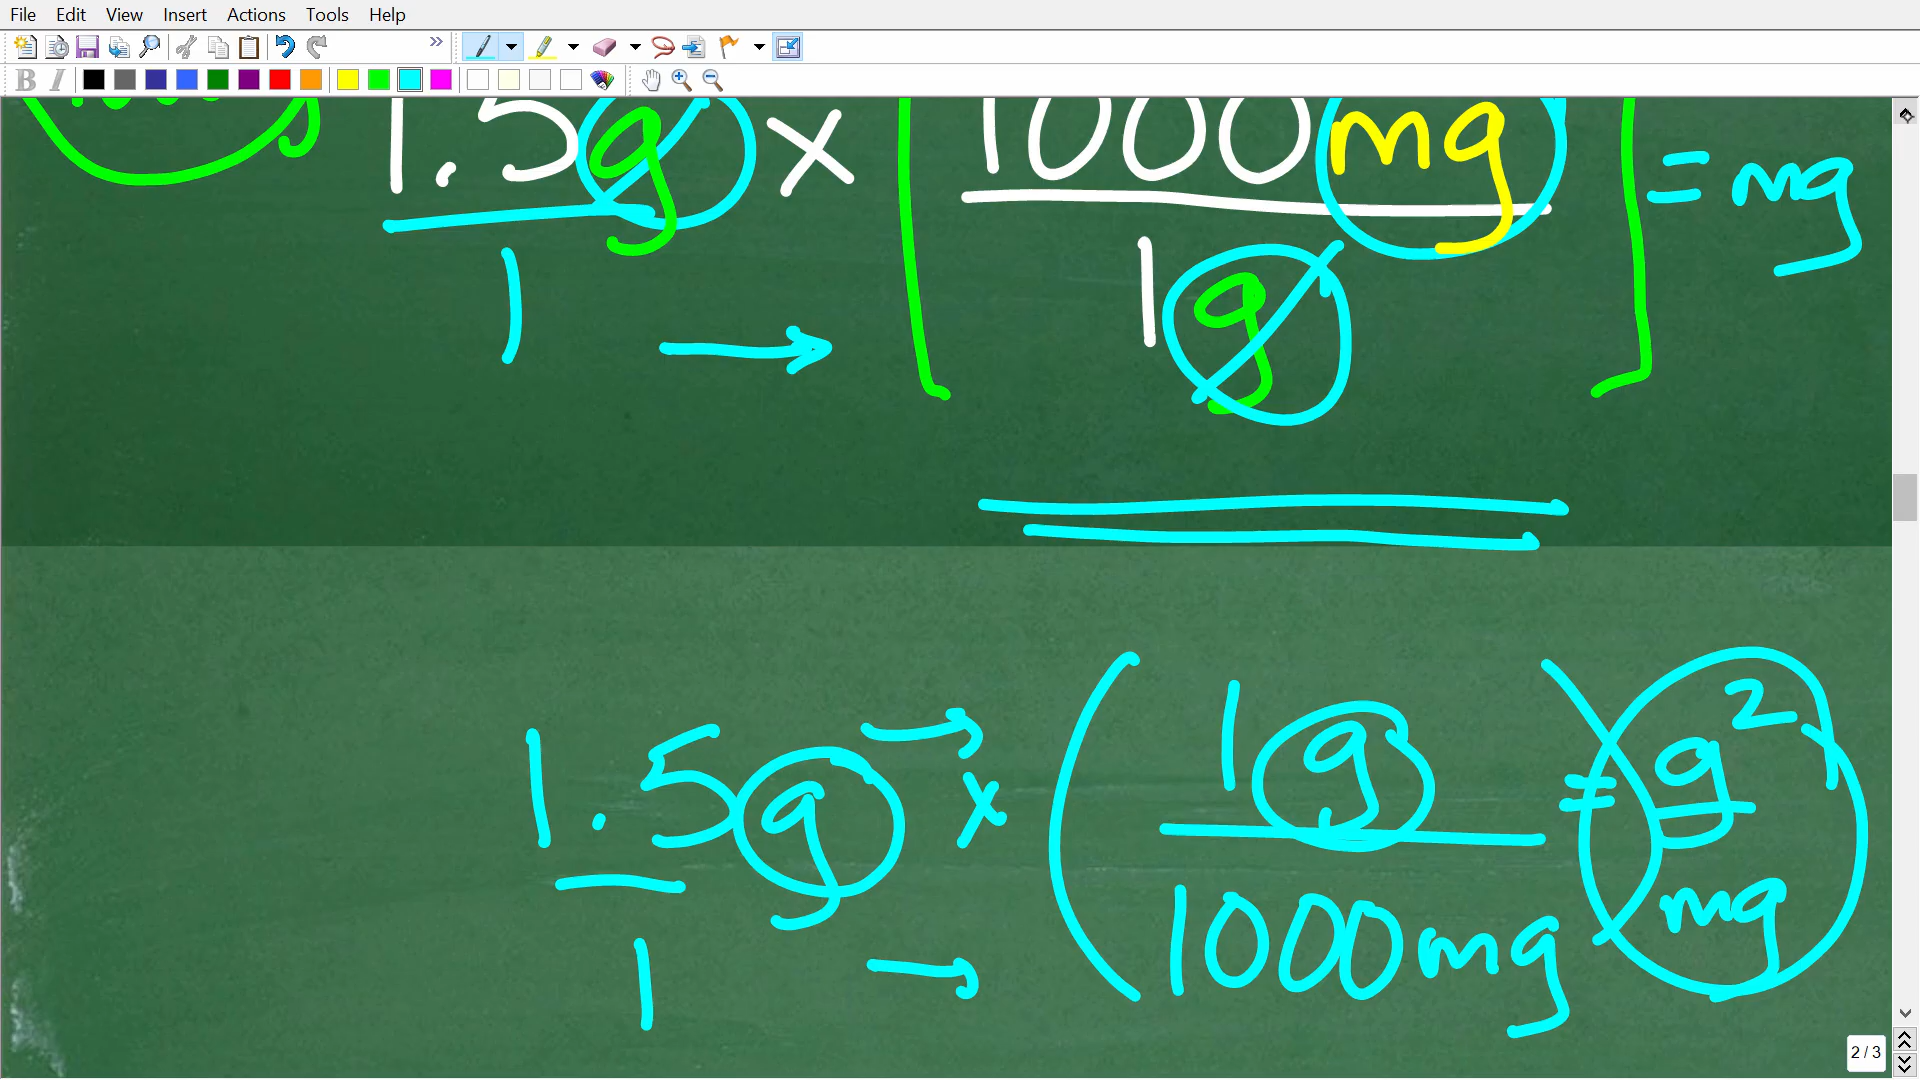 File Edit View Insert Actions Tools Help
B I
1.5g x 1000mg = mg
1 → 1g
1.5g → x ( 1g ) = g²
1 → 1000mg mg
2 / 3